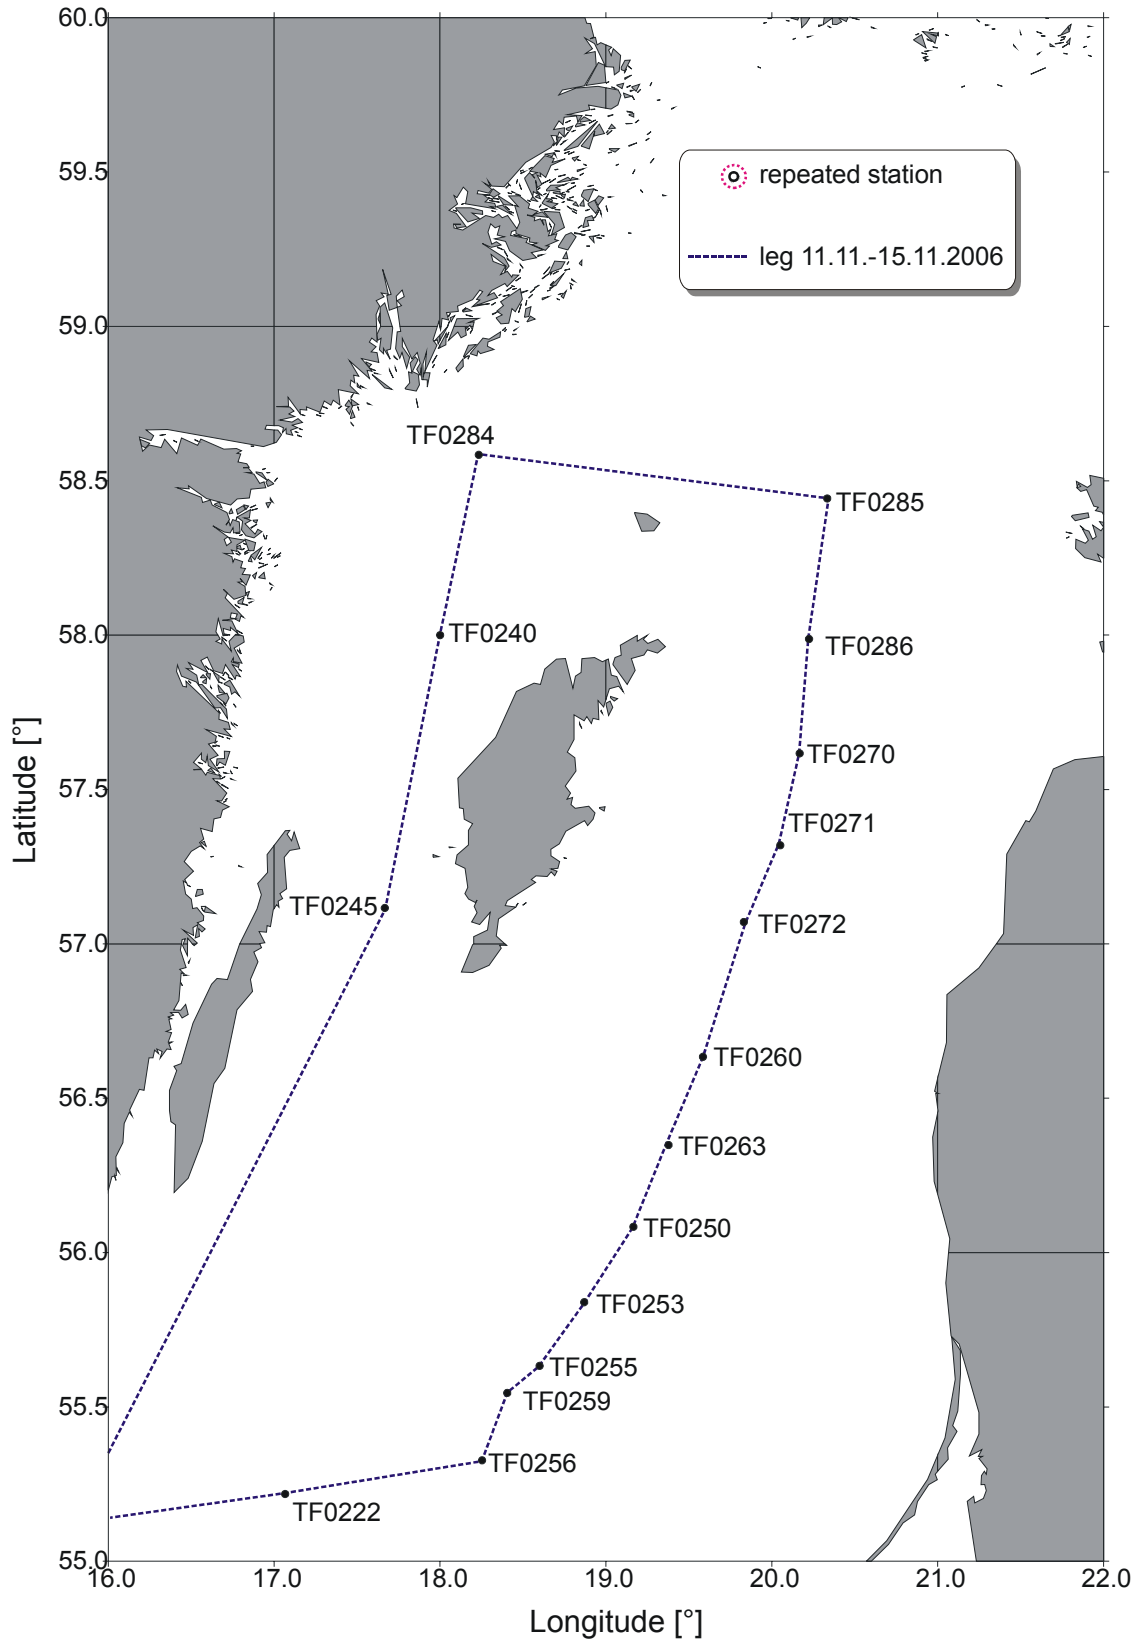 60.0
59.5
59.0
58.5
58.0
57.5
57.0
56.5
56.0
55.5
55.0
Latitude [°]
repeated station
leg 11.11.-15.11.2006
TF0284
TF0285
TF0240
TF0286
TF0270
TF0271
TF0245
TF0272
TF0260
TF0263
TF0250
TF0253
TF0255
TF0259
TF0256
TF0222
16.0 17.0 18.0 19.0 20.0 21.0 22.0
Longitude [°]